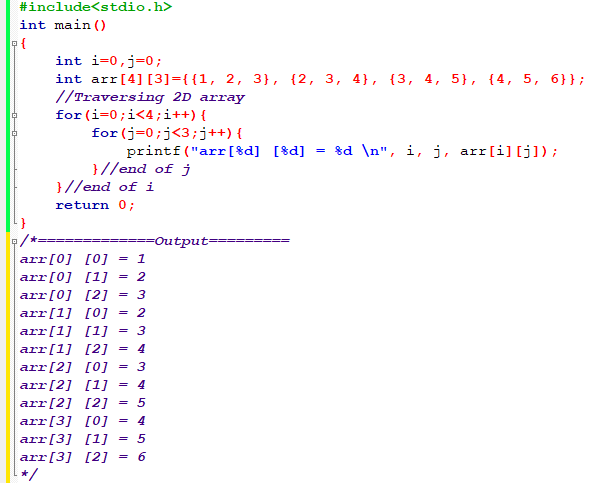 #include<stdio.h>
int main()
{
    int i=0,j=0;
    int arr[4][3]={{1, 2, 3}, {2, 3, 4}, {3, 4, 5}, {4, 5, 6}};
    //Traversing 2D array
    for(i=0;i<4;i++){
        for(j=0;j<3;j++){
            printf("arr[%d] [%d] = %d \n", i, j, arr[i][j]);
        }//end of j
    }//end of i
    return 0;
}
/*=============Output=========
arr[0] [0] = 1
arr[0] [1] = 2
arr[0] [2] = 3
arr[1] [0] = 2
arr[1] [1] = 3
arr[1] [2] = 4
arr[2] [0] = 3
arr[2] [1] = 4
arr[2] [2] = 5
arr[3] [0] = 4
arr[3] [1] = 5
arr[3] [2] = 6
*/